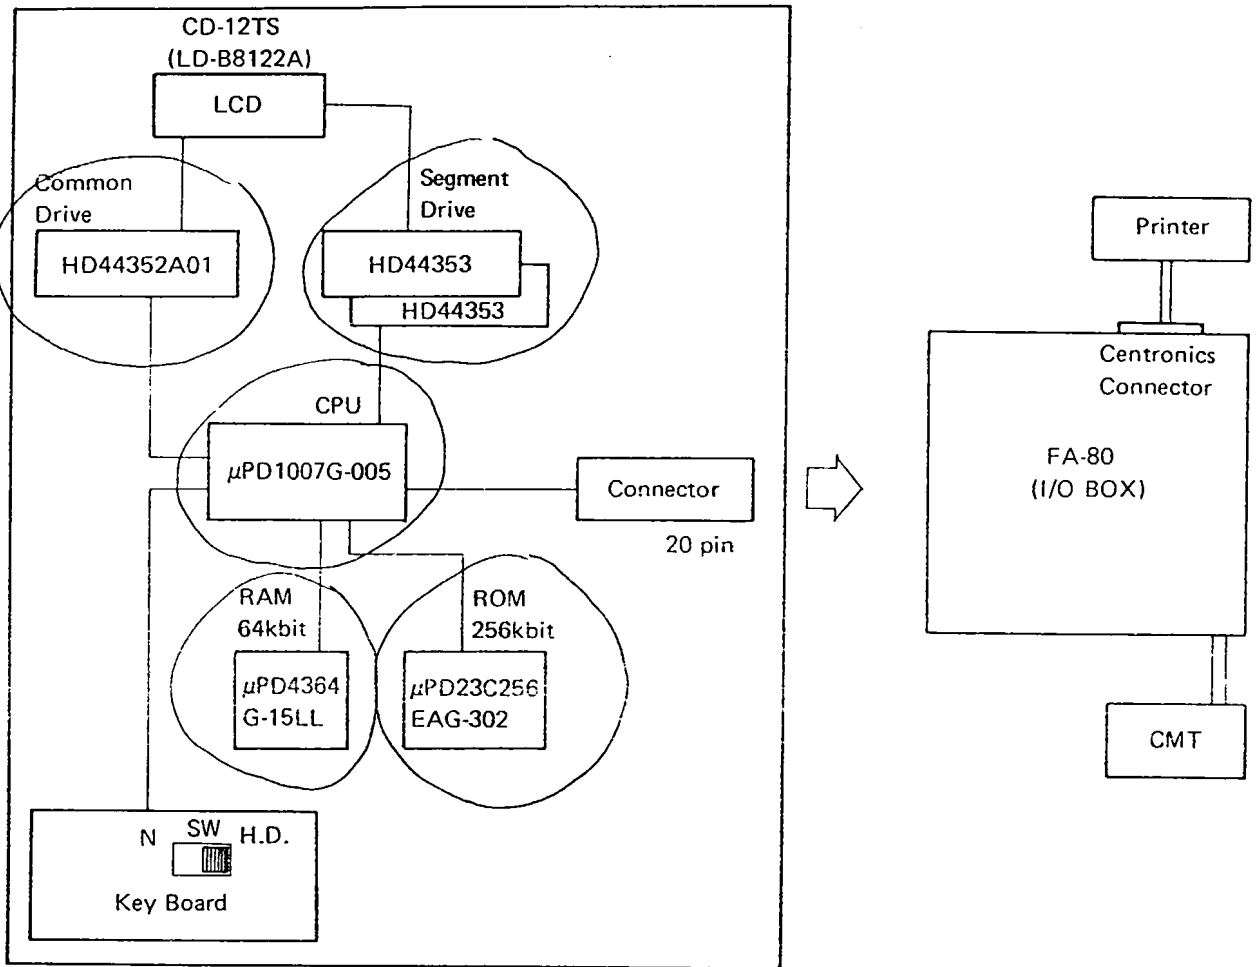 CD-12TS
(LD-B8122A)
LCD
Common
Drive
HD44352A01
Segment
Drive
HD44353
HD44353
CPU
μPD1007G-005
Connector
20 pin
RAM
64kbit
μPD4364
G-15LL
ROM
256kbit
μPD23C256
EAG-302
N SW H.D.
Key Board
Printer
Centronics
Connector
FA-80
(I/O BOX)
CMT